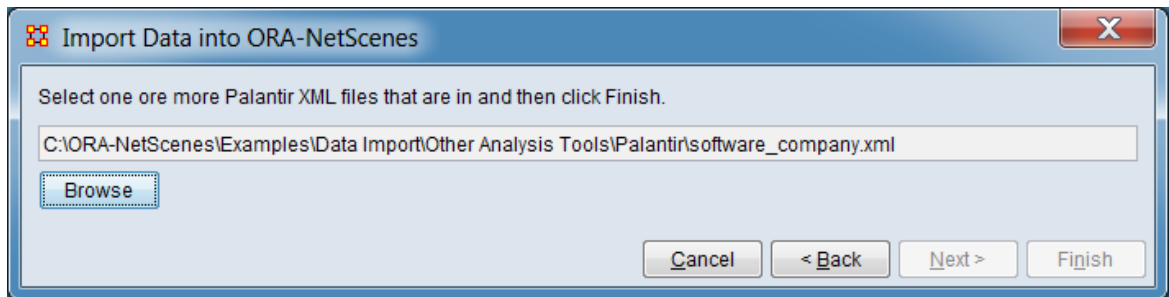 Import Data into ORA-NetScenes
X
Select one ore more Palantir XML files that are in and then click Finish.
C:\ORA-NetScenes\Examples\Data Import\Other Analysis Tools\Palantir\software_company.xml
Browse
Cancel < Back Next > Finish